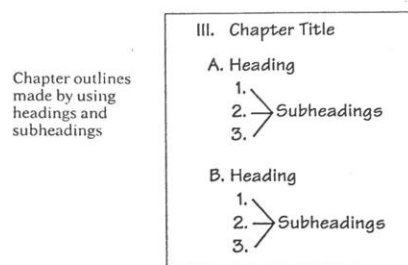 Chapter outlines
made by using
headings and
subheadings
III. Chapter Title
A. Heading
1.
2. Subheadings
3.
B. Heading
1.
2. Subheadings
3.